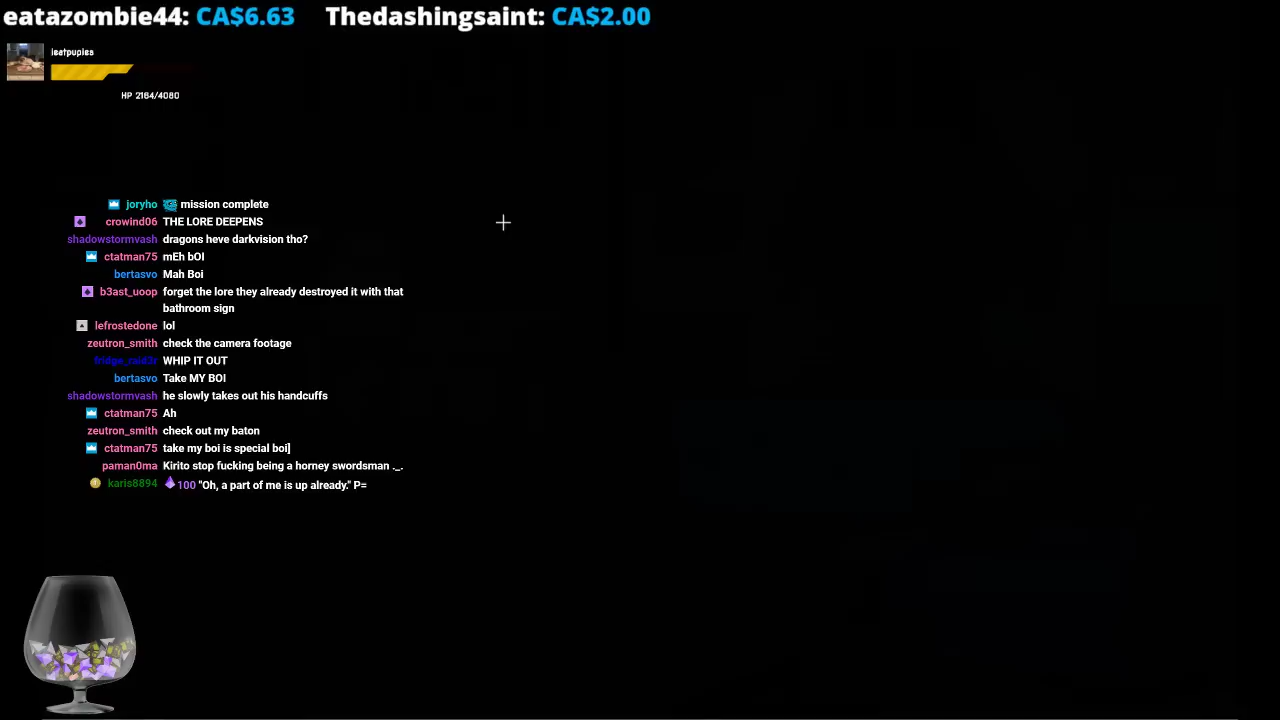 eatazombie44: CA$6.63 Thedashingsaint: CA$2.00
ieatpupies
HP 2164/4080
joryho mission complete
crowind06 THE LORE DEEPENS
shadowstormvash dragons heve darkvision tho?
ctatman75 mEh bOI
bertasvo Mah Boi
b3ast_uoop forget the lore they already destroyed it with that
bathroom sign
lefrostedone lol
zeutron_smith check the camera footage
fridge_raid3r WHIP IT OUT
bertasvo Take MY BOI
shadowstormvash he slowly takes out his handcuffs
ctatman75 Ah
zeutron_smith check out my baton
ctatman75 take my boi is special boi]
paman0ma Kirito stop fucking being a horney swordsman ._.
karis8894 100 "Oh, a part of me is up already." P=